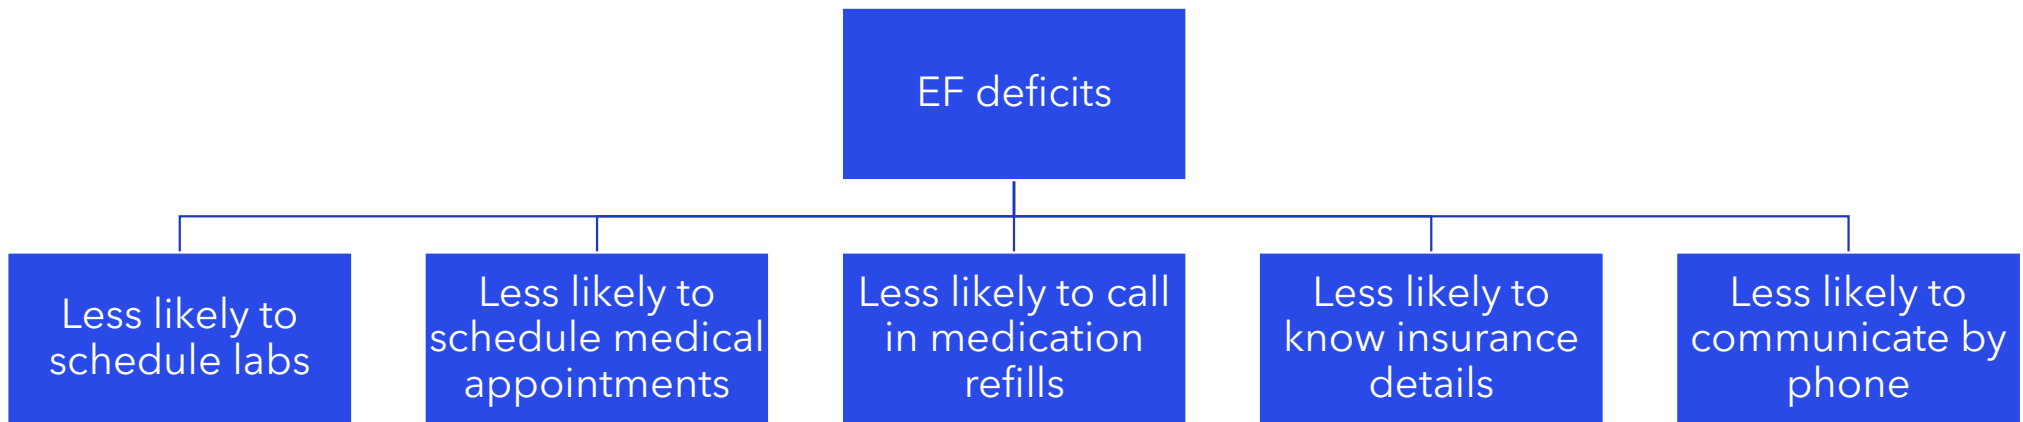 EF deficits
Less likely to
schedule labs
Less likely to
schedule medical
appointments
Less likely to call
in medication
refills
Less likely to
know insurance
details
Less likely to
communicate by
phone